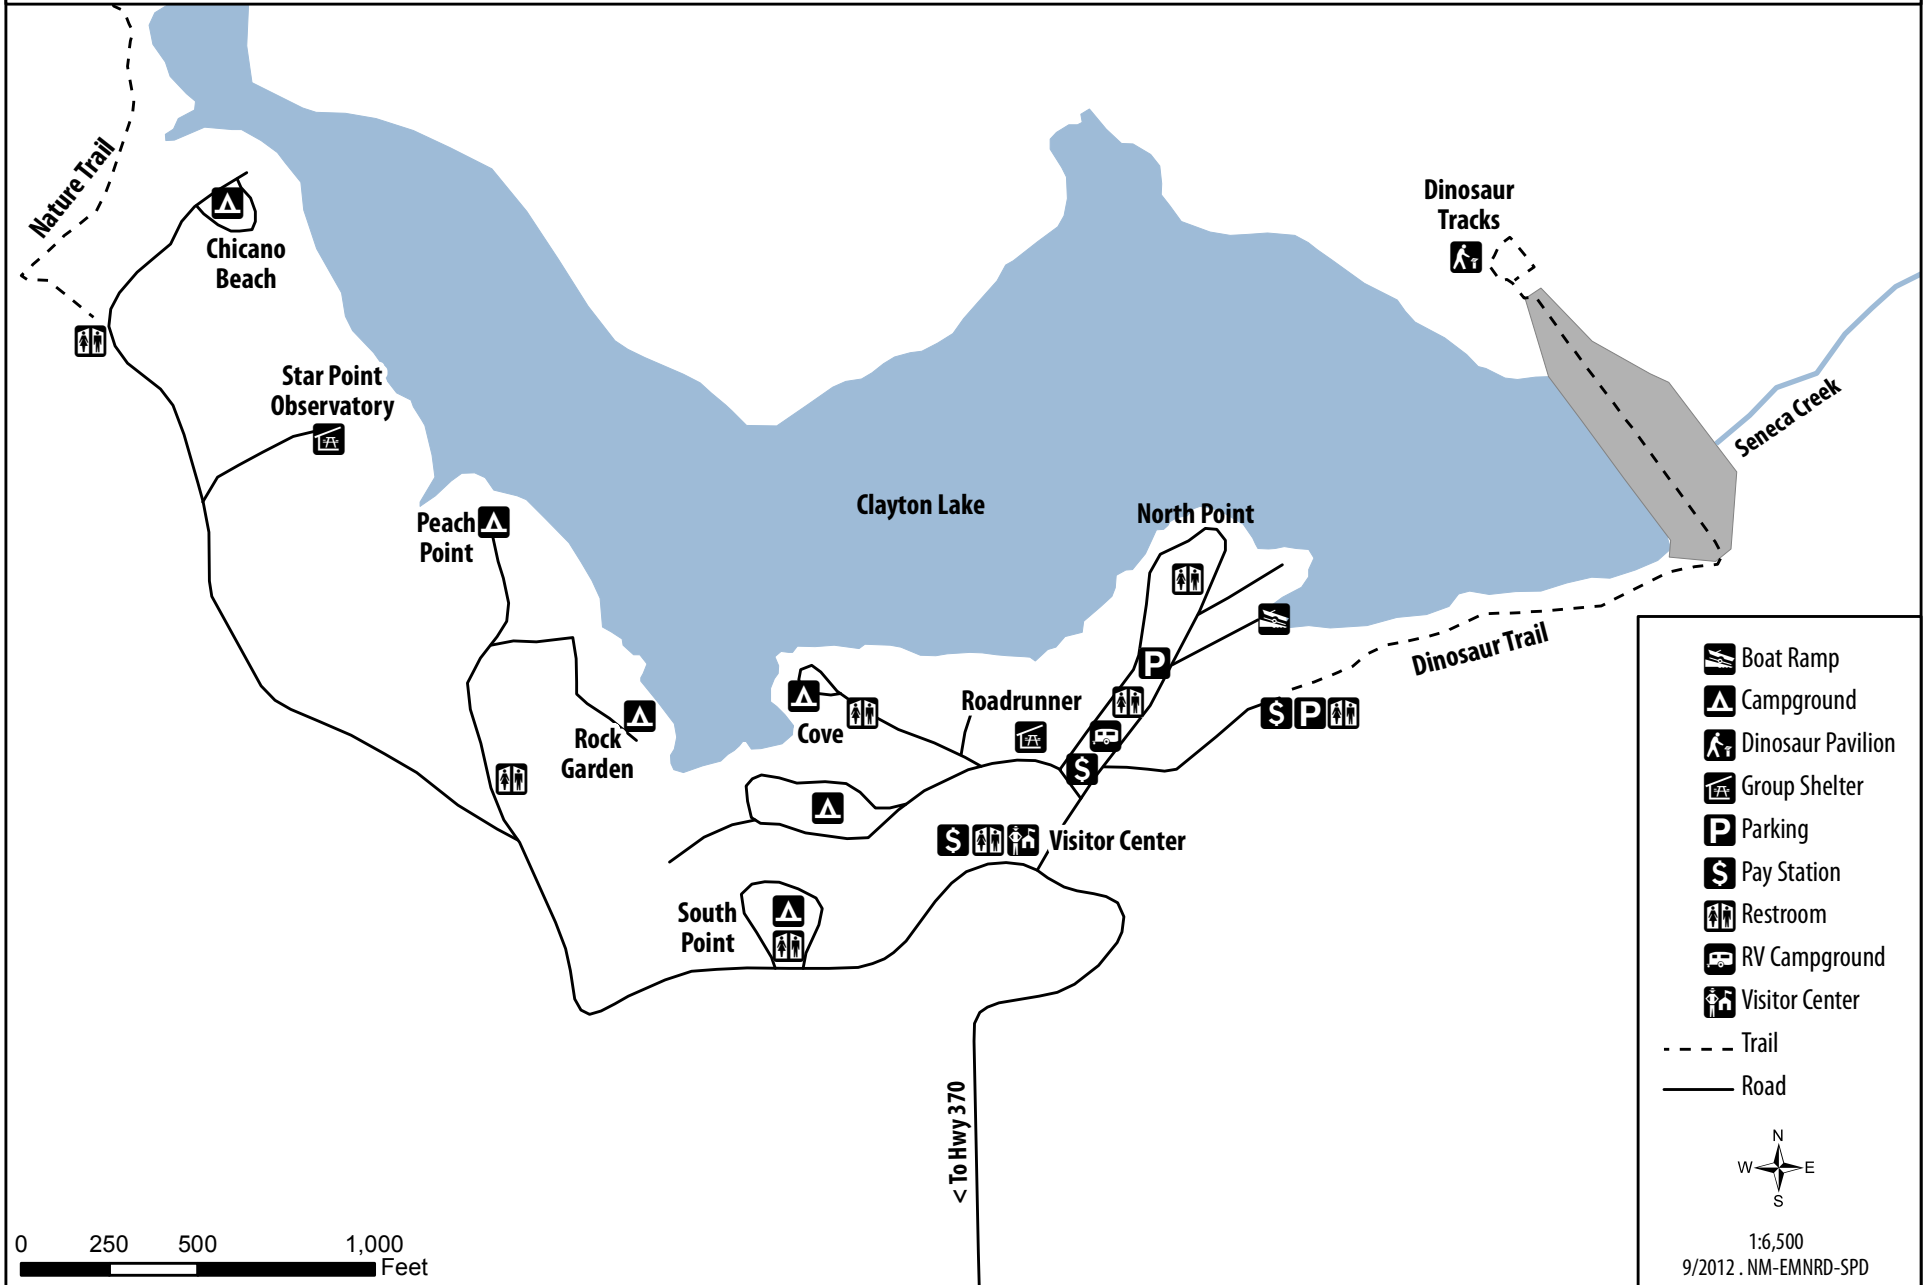 Nature Trail
Chicano
Beach
Star Point
Observatory
Peach
Point
Rock
Garden
Cove
South
Point
Clayton Lake
Roadrunner
North Point
Visitor Center
Dinosaur
Tracks
Seneca Creek
Dinosaur Trail
< To Hwy 370
P
$
$ P
$
Boat Ramp
Campground
Dinosaur Pavilion
Group Shelter
P Parking
$ Pay Station
Restroom
RV Campground
Visitor Center
Trail
Road
N
W E
S
1:6,500
9/2012 . NM-EMNRD-SPD
0 250 500 1,000
Feet